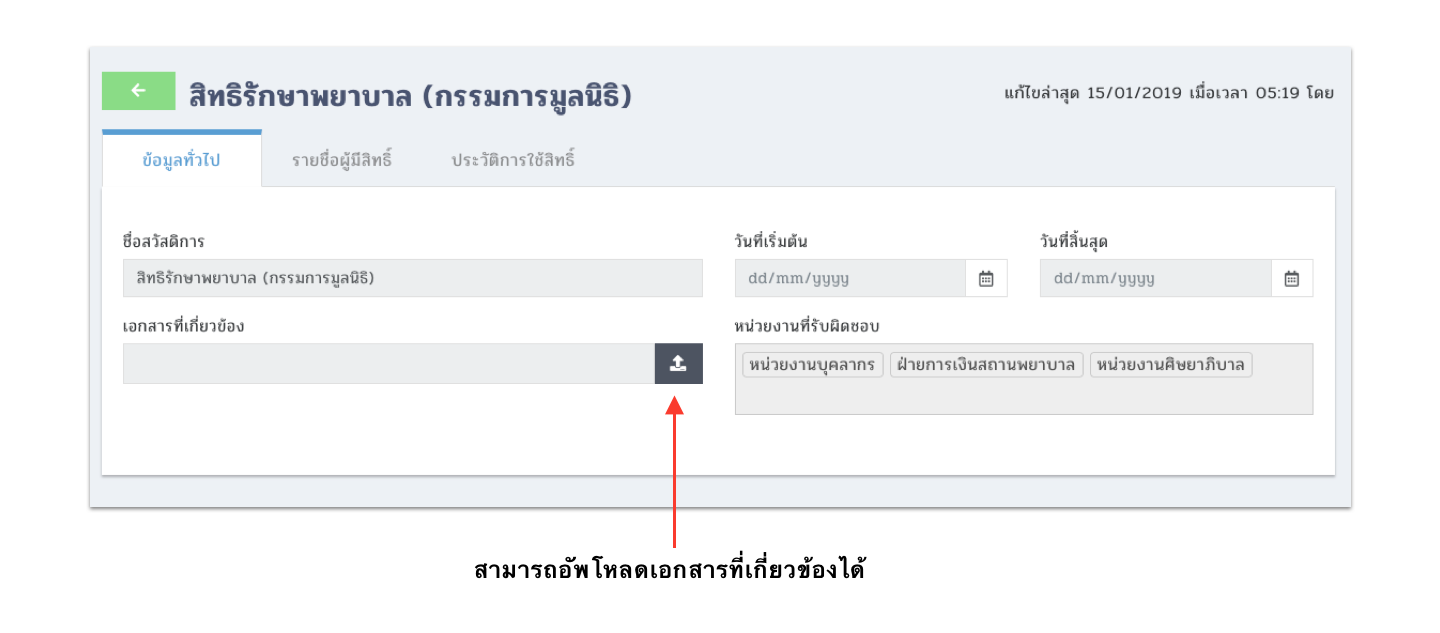 สิทธิรักษาพยาบาล (กรรมการมูลนิธิ)
แก้ไขล่าสุด 15/01/2019 เมื่อเวลา 05:19 โดย
ข้อมูลทั่วไป รายชื่อผู้มีสิทธิ์ ประวัติการใช้สิทธิ์
ชื่อสวัสดิการ
สิทธิรักษาพยาบาล (กรรมการมูลนิธิ)
วันที่เริ่มต้น
dd/mm/yyyy
วันที่สิ้นสุด
dd/mm/yyyy
เอกสารที่เกี่ยวข้อง
หน่วยงานที่รับผิดชอบ
หน่วยงานบุคลากร ฝ่ายการเงินสถานพยาบาล หน่วยงานศิษยาภิบาล
สามารถอัพโหลดเอกสารที่เกี่ยวข้องได้